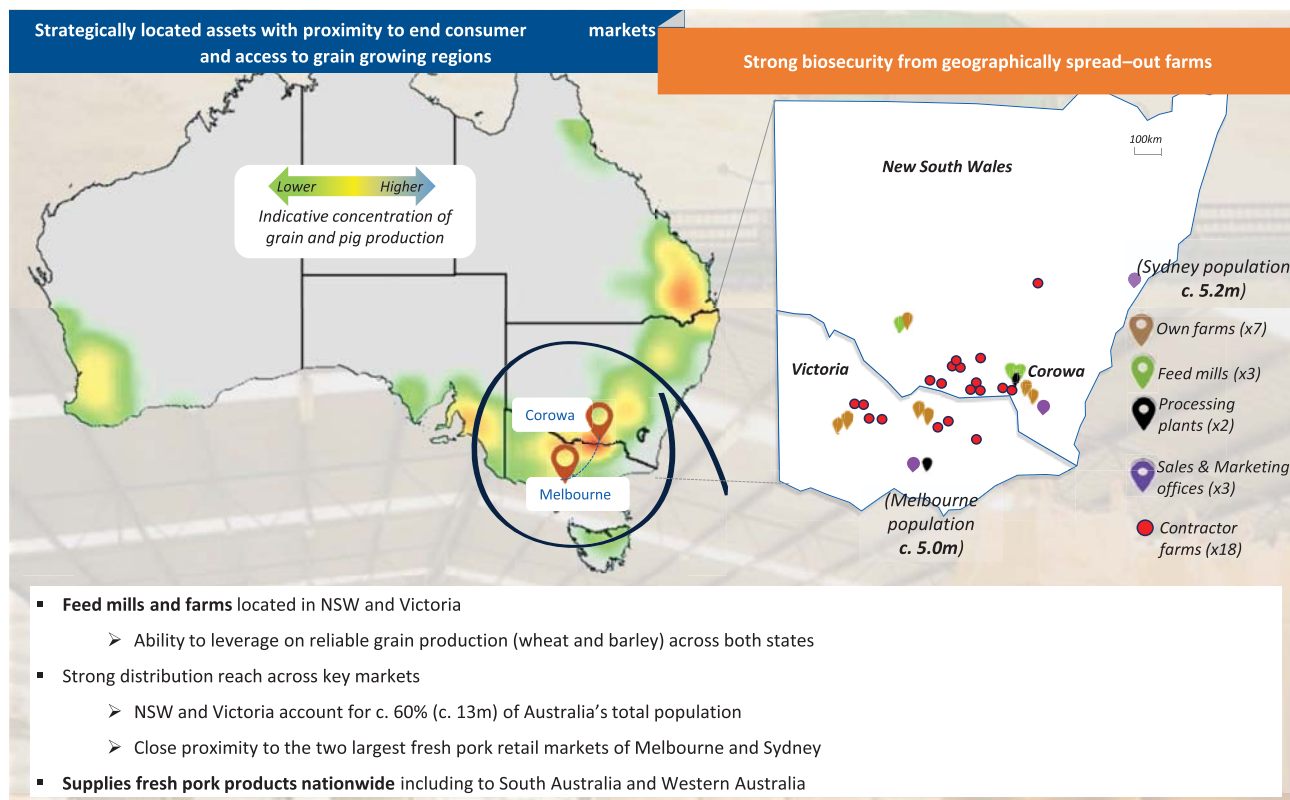 Strategically located assets with proximity to end consumer markets
and access to grain growing regions
Strong biosecurity from geographically spread–out farms
Lower Higher
Indicative concentration of
grain and pig production
Corowa
Melbourne
100km
New South Wales
Victoria
Corowa
(Sydney population
c. 5.2m)
(Melbourne
population
c. 5.0m)
Own farms (x7)
Feed mills (x3)
Processing
plants (x2)
Sales & Marketing
offices (x3)
Contractor
farms (x18)
▪ Feed mills and farms located in NSW and Victoria
➢ Ability to leverage on reliable grain production (wheat and barley) across both states
▪ Strong distribution reach across key markets
➢ NSW and Victoria account for c. 60% (c. 13m) of Australia’s total population
➢ Close proximity to the two largest fresh pork retail markets of Melbourne and Sydney
▪ Supplies fresh pork products nationwide including to South Australia and Western Australia